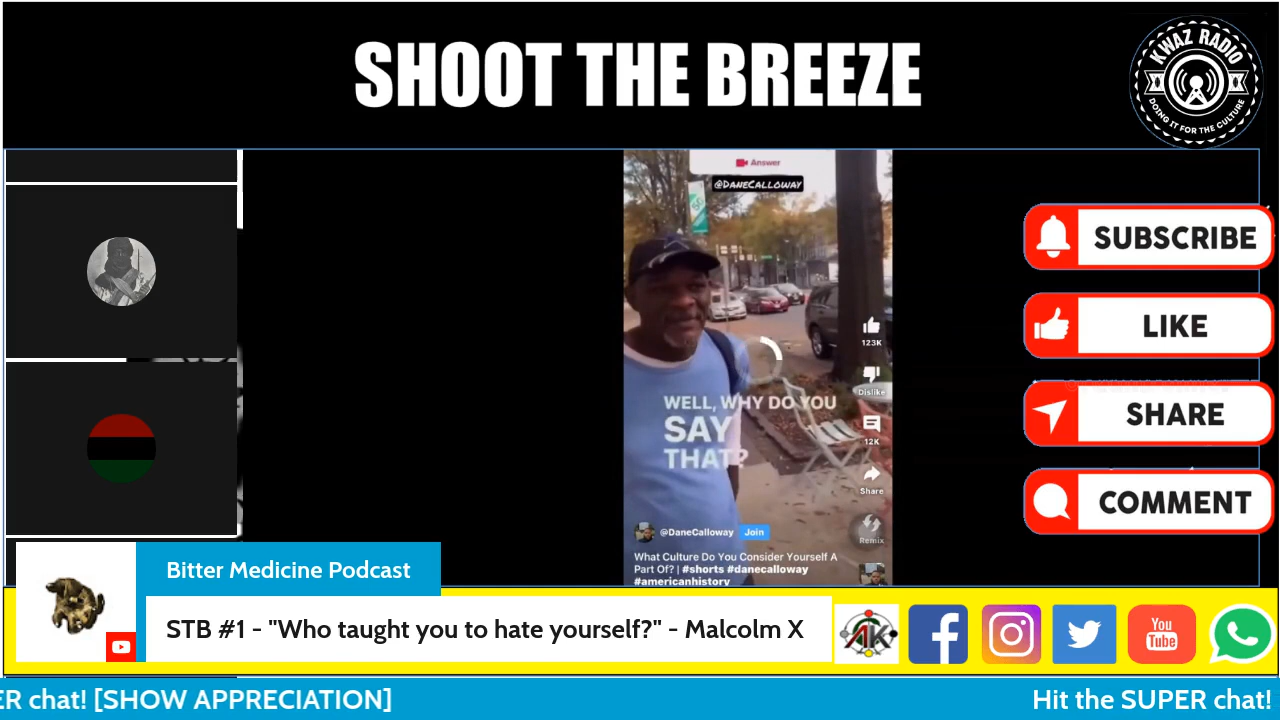 SHOOT THE BREEZE
KWAZ RADIO
DOING IT FOR THE CULTURE
Answer
@DANECALLOWAY
SUBSCRIBE
LIKE
SHARE
COMMENT
123K
Dislike
12K
Share
Remix
WELL, WHY DO YOU
SAY
THAT?
@DaneCalloway Join
What Culture Do You Consider Yourself A
Part Of? | #shorts #danecalloway
#americanhistory
Bitter Medicine Podcast
STB #1 - "Who taught you to hate yourself?" - Malcolm X
AK
You
Tube
ER chat! [SHOW APPRECIATION]
Hit the SUPER chat!